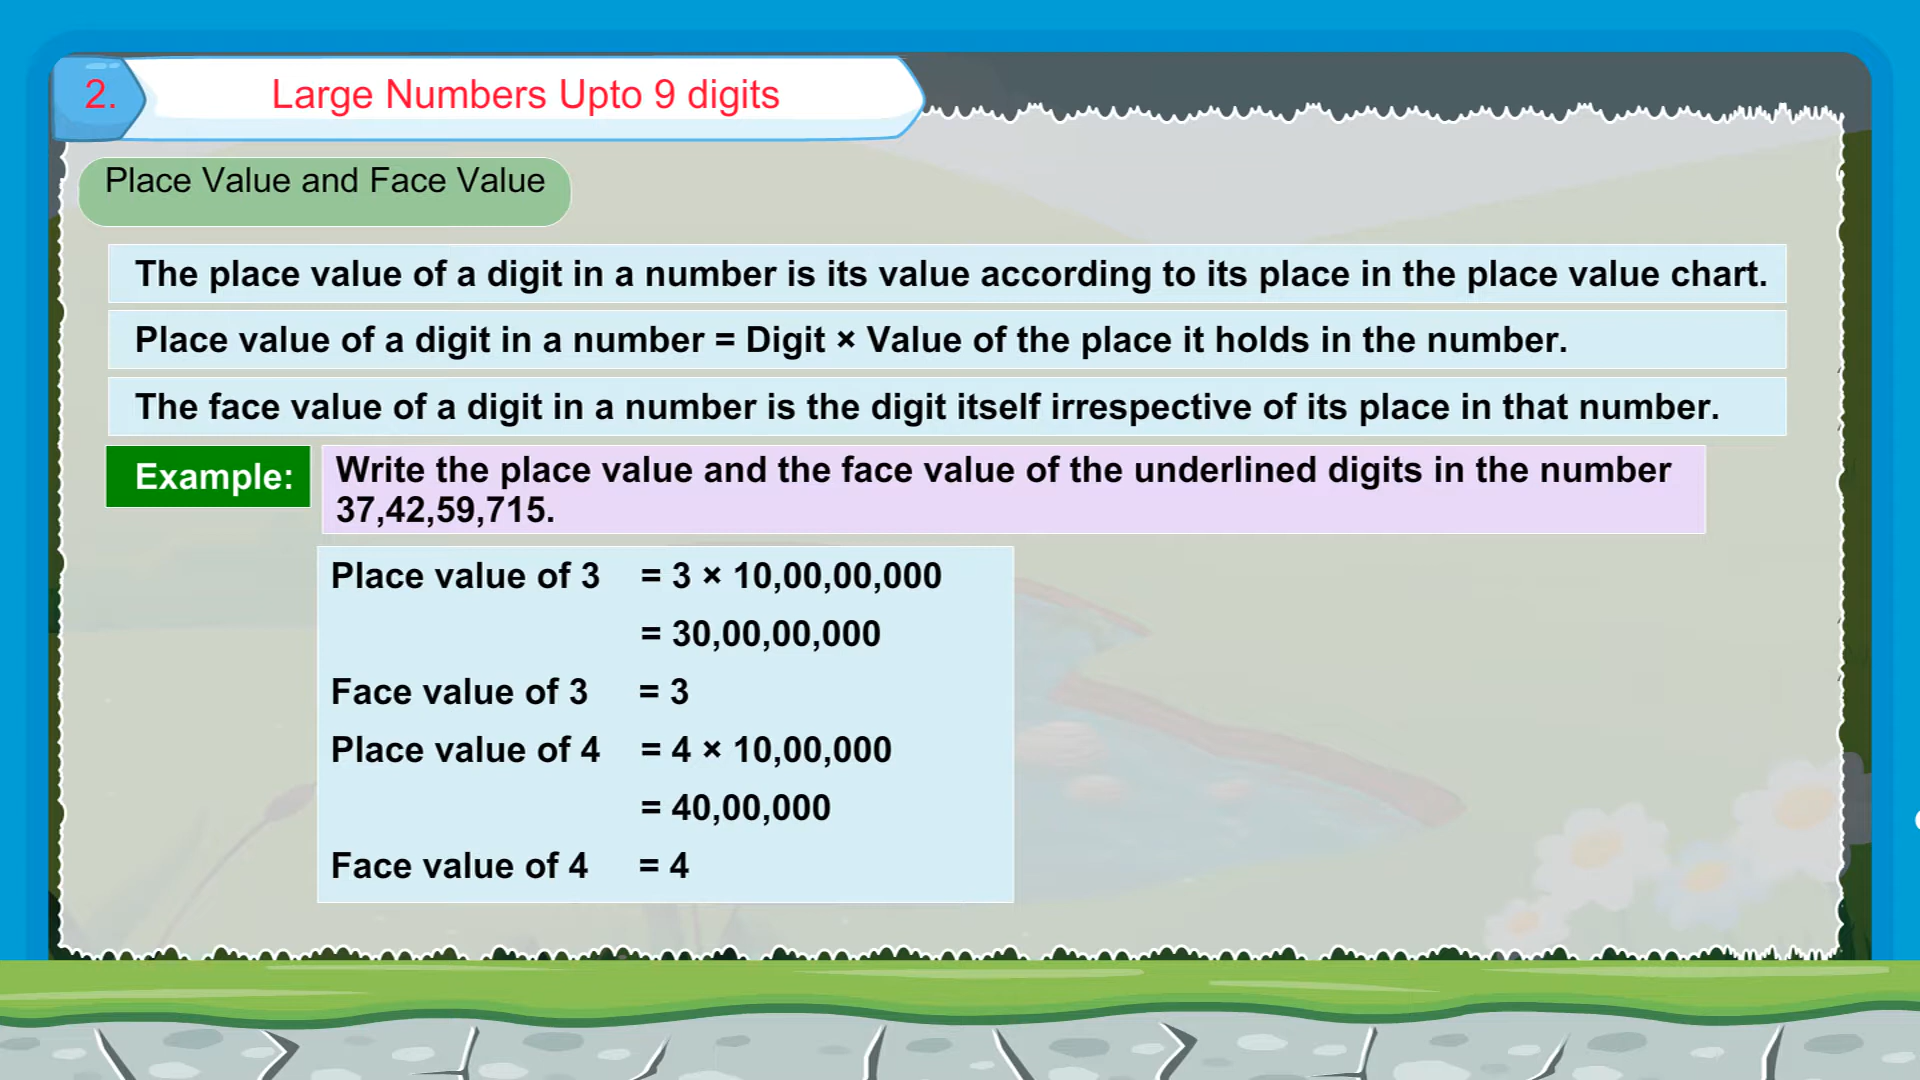 2.
Large Numbers Upto 9 digits
Place Value and Face Value
The place value of a digit in a number is its value according to its place in the place value chart.
Place value of a digit in a number = Digit × Value of the place it holds in the number.
The face value of a digit in a number is the digit itself irrespective of its place in that number.
Example:
Write the place value and the face value of the underlined digits in the number
37,42,59,715.
Place value of 3 = 3 × 10,00,00,000
= 30,00,00,000
Face value of 3 = 3
Place value of 4 = 4 × 10,00,000
= 40,00,000
Face value of 4 = 4